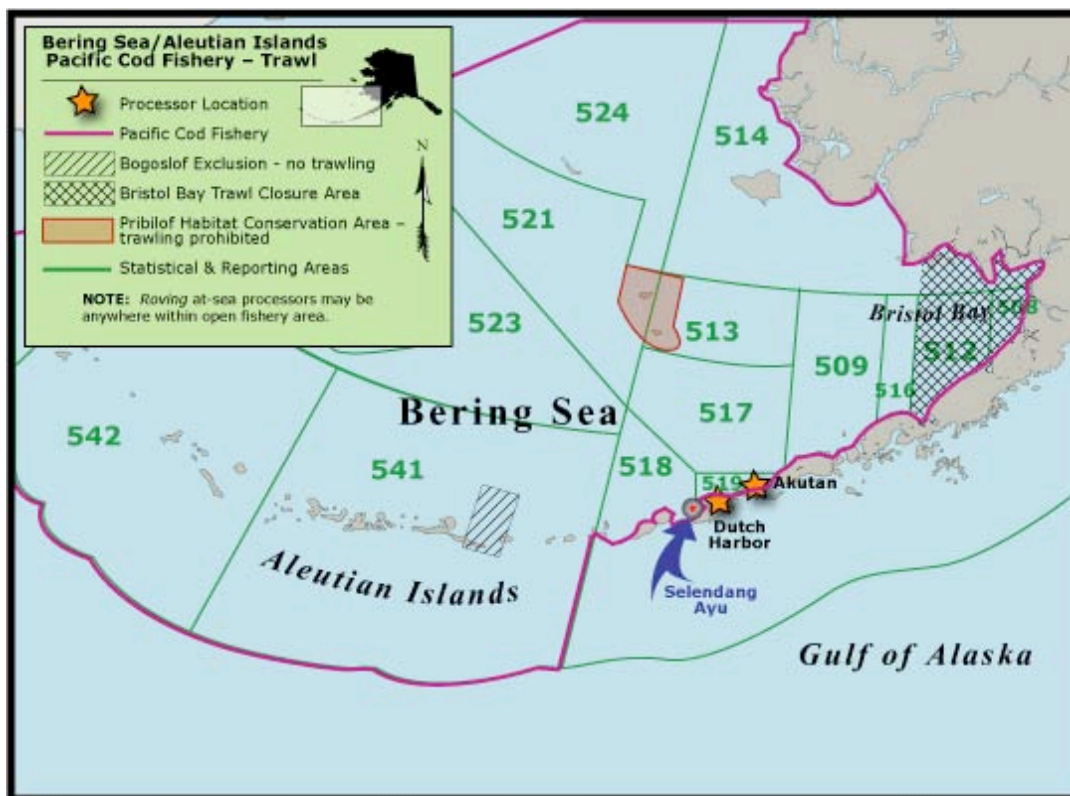 Bering Sea/Aleutian Islands
Pacific Cod Fishery – Trawl
Processor Location
Pacific Cod Fishery
Bogoslof Exclusion - no trawling
Bristol Bay Trawl Closure Area
Pribilof Habitat Conservation Area –
trawling prohibited
Statistical & Reporting Areas
NOTE: Roving at-sea processors may be
anywhere within open fishery area.
N
524
514
521
523
513
Bristol Bay
508
512
509
516
517
Bering Sea
542
541
518
519
Akutan
Dutch
Harbor
Selendang
Ayu
Aleutian Islands
Gulf of Alaska